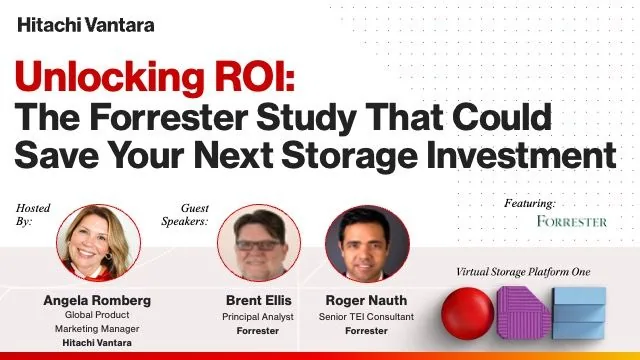 Hitachi Vantara
Unlocking ROI:
The Forrester Study That Could
Save Your Next Storage Investment
Hosted
By:
Guest
Speakers:
Featuring:
FORRESTER
Angela Romberg
Global Product
Marketing Manager
Hitachi Vantara
Brent Ellis
Principal Analyst
Forrester
Roger Nauth
Senior TEI Consultant
Forrester
Virtual Storage Platform One